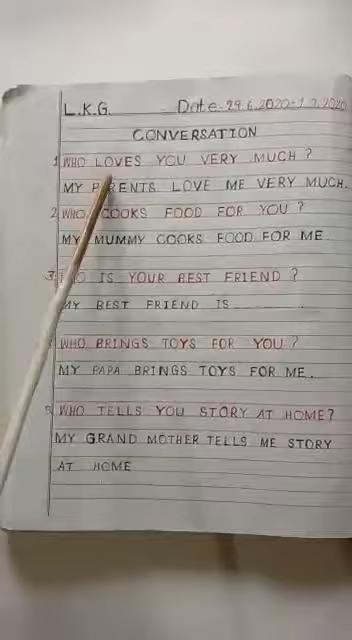 L.K.G. Date-29.6.2020-1.7.2020
CONVERSATION
1 WHO LOVES YOU VERY MUCH ?
MY PARENTS LOVE ME VERY MUCH.
2 WHO COOKS FOOD FOR YOU ?
MY MUMMY COOKS FOOD FOR ME.
3. IS YOUR BEST FRIEND ?
MY BEST FRIEND IS
WHO BRINGS TOYS FOR YOU ?
MY PAPA BRINGS TOYS FOR ME.
5. WHO TELLS YOU STORY AT HOME?
MY GRAND MOTHER TELLS ME STORY
AT HOME